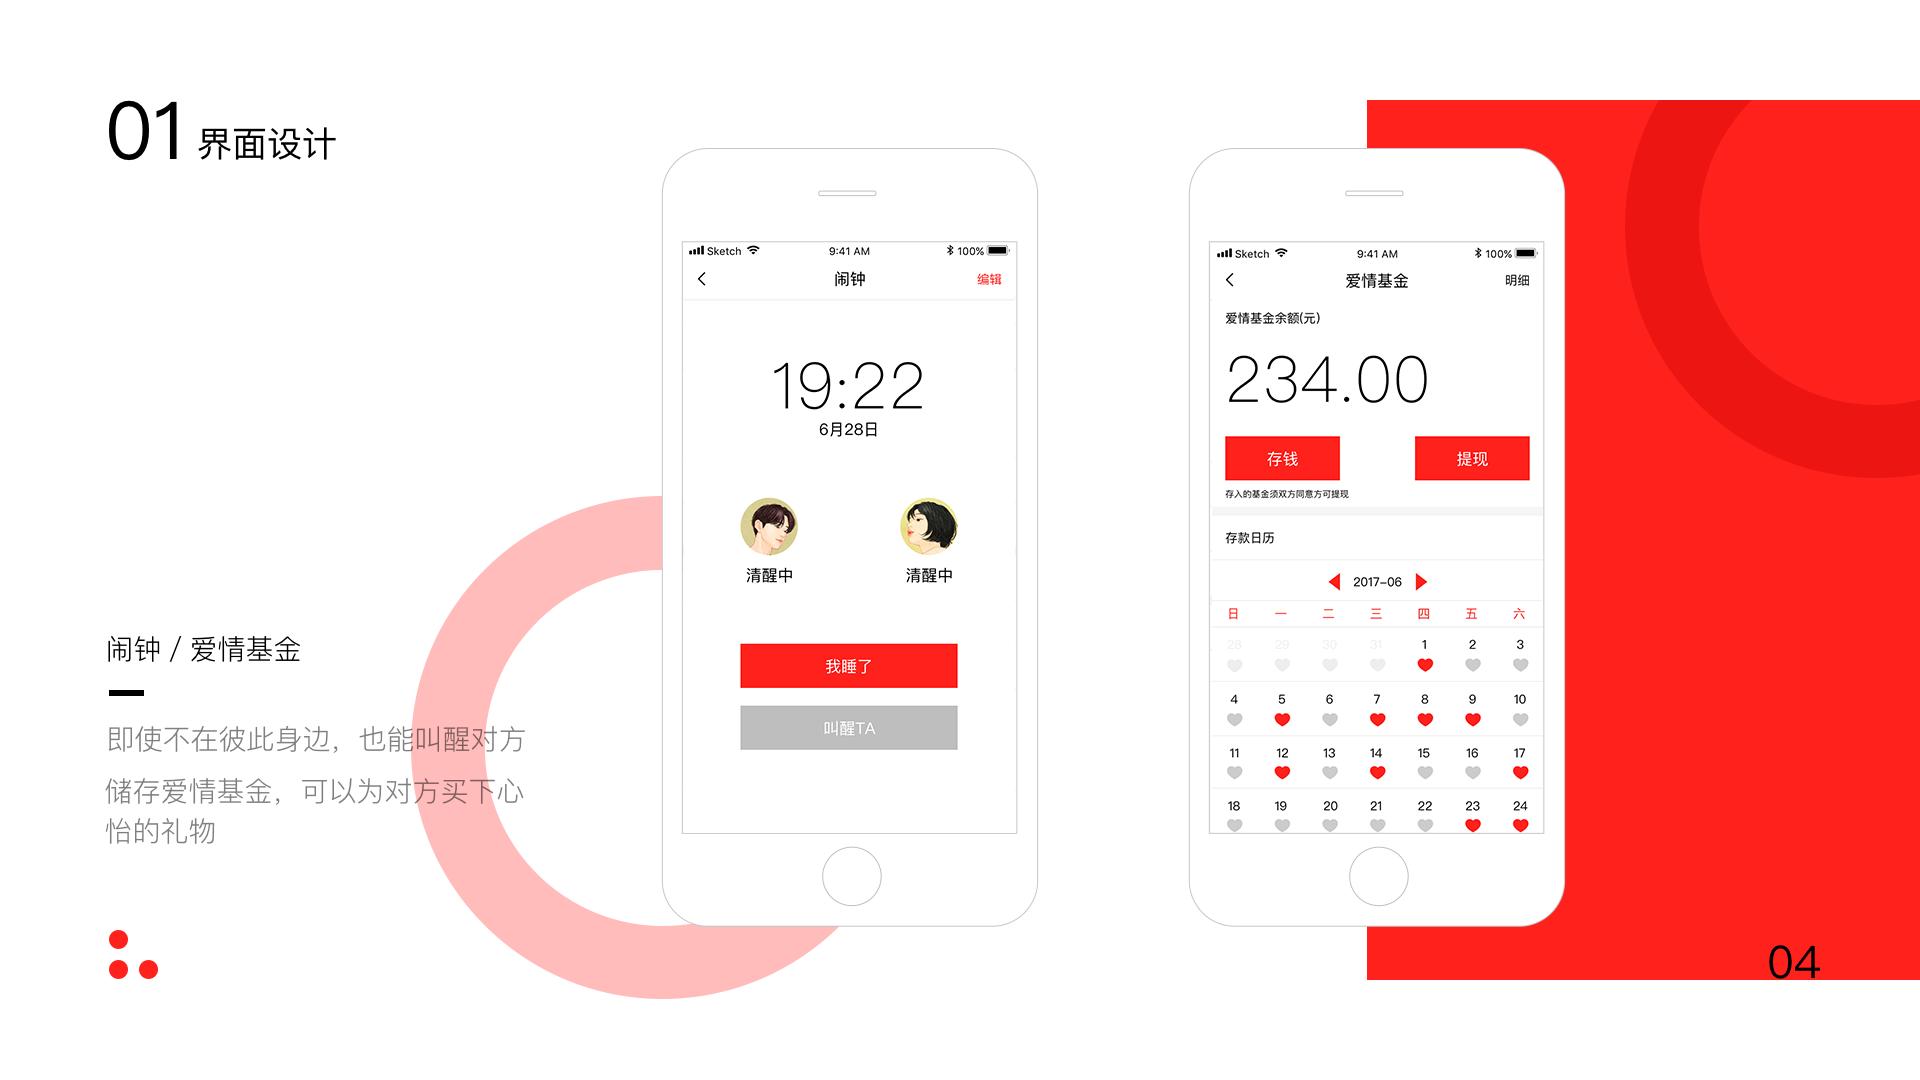 01 界面设计
闹钟 / 爱情基金
即使不在彼此身边，也能叫醒对方
储存爱情基金，可以为对方买下心
怡的礼物
Sketch 9:41 AM 100%
闹钟 编辑
19:22
6月28日
清醒中 清醒中
我睡了
叫醒TA
Sketch 9:41 AM 100%
爱情基金 明细
爱情基金余额(元)
234.00
存钱 提现
存入的基金须双方同意方可提现
存款日历
2017-06
日 一 二 三 四 五 六
28 29 30 31 1 2 3
4 5 6 7 8 9 10
11 12 13 14 15 16 17
18 19 20 21 22 23 24
04